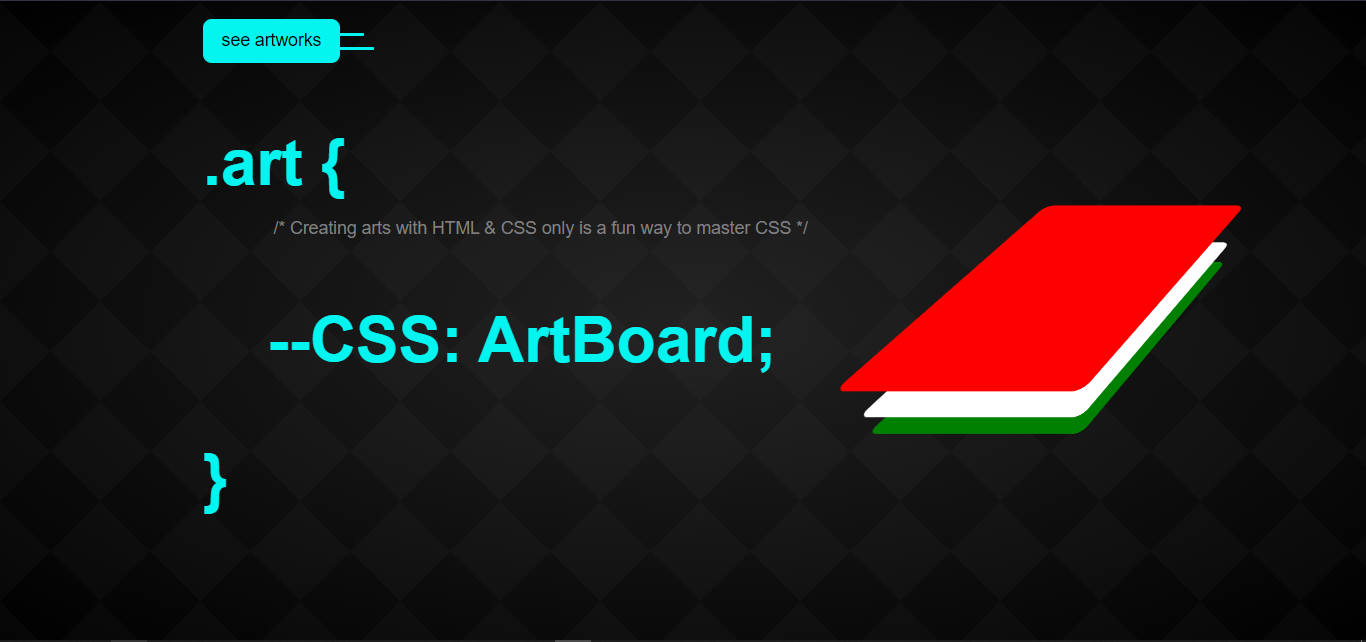 see artworks
.art {
/* Creating arts with HTML & CSS only is a fun way to master CSS */
--CSS: ArtBoard;
}